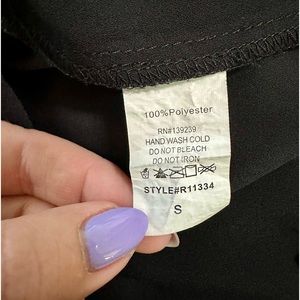 100%Polyester
RN#139239
HAND WASH COLD
DO NOT BLEACH
DO NOT IRON
STYLE#R11334
S